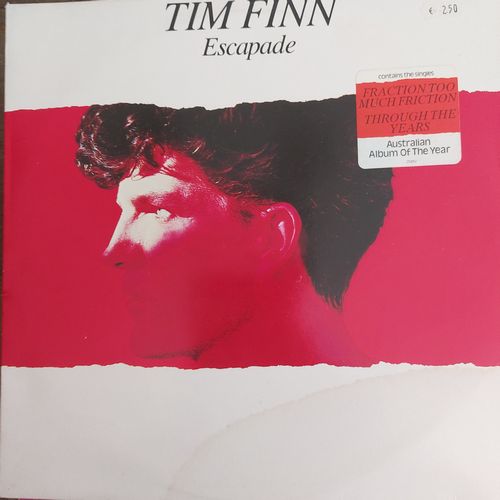 TIM FINN
Escapade
€ 2.50
contains the singles
FRACTION TOO
MUCH FRICTION
THROUGH THE
YEARS
Australian
Album Of The Year